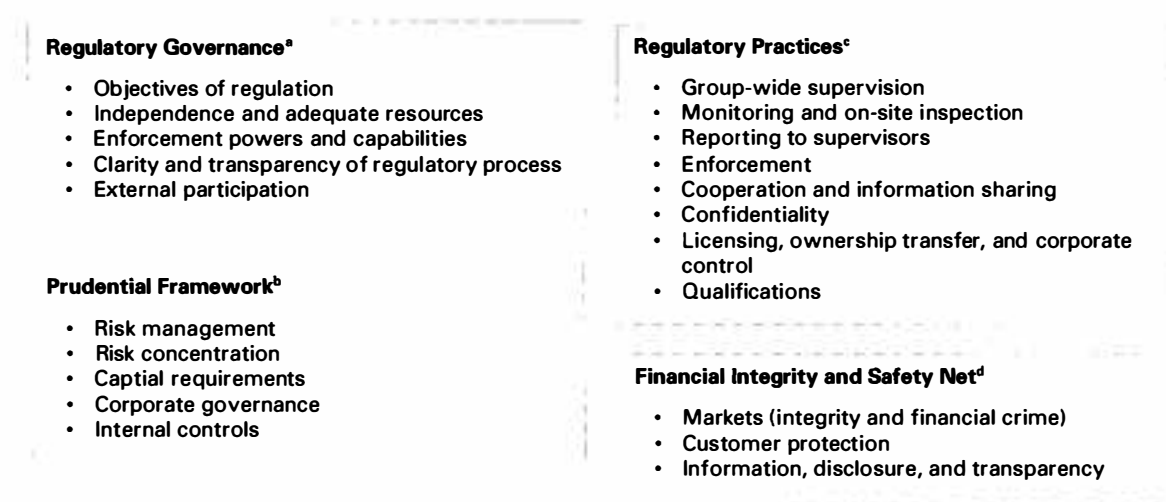 Regulatory Governanceᵃ
• Objectives of regulation
• Independence and adequate resources
• Enforcement powers and capabilities
• Clarity and transparency of regulatory process
• External participation
Prudential Frameworkᵇ
• Risk management
• Risk concentration
• Captial requirements
• Corporate governance
• Internal controls
Regulatory Practicesᶜ
• Group-wide supervision
• Monitoring and on-site inspection
• Reporting to supervisors
• Enforcement
• Cooperation and information sharing
• Confidentiality
• Licensing, ownership transfer, and corporate
control
• Qualifications
Financial Integrity and Safety Netᵈ
• Markets (integrity and financial crime)
• Customer protection
• Information, disclosure, and transparency